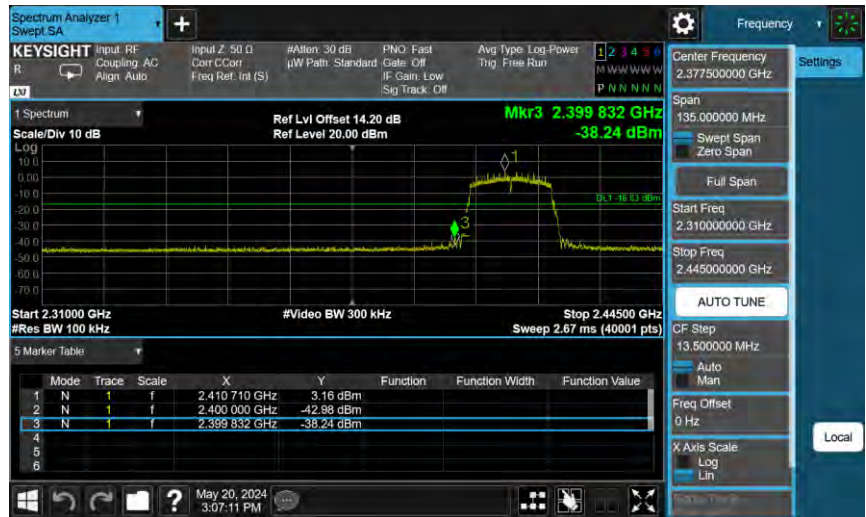 Spectrum Analyzer 1
Swept SA
+
Frequency
KEYSIGHT
R
LXI
Input: RF
Coupling: AC
Align: Auto
Input Z: 50 Ω
Corr CCorr
Freq Ref: Int (S)
#Atten: 30 dB
µW Path: Standard
PNO: Fast
Gate: Off
IF Gain: Low
Sig Track: Off
Avg Type: Log-Power
Trig: Free Run
1 2 3 4 5 6
M W W W W W
P N N N N N
1 Spectrum
Scale/Div 10 dB
Ref Lvl Offset 14.20 dB
Ref Level 20.00 dBm
Mkr3 2.399 832 GHz
-38.24 dBm
Log
10.0
0.00
-10.0
-20.0
-30.0
-40.0
-50.0
-60.0
-70.0
1
3
DL1 -16.83 dBm
Start 2.31000 GHz
#Res BW 100 kHz
#Video BW 300 kHz
Stop 2.44500 GHz
Sweep 2.67 ms (40001 pts)
5 Marker Table
Mode Trace Scale X Y Function Function Width Function Value
1 N 1 f 2.410 710 GHz 3.16 dBm
2 N 1 f 2.400 000 GHz -42.98 dBm
3 N 1 f 2.399 832 GHz -38.24 dBm
4
5
6
?
May 20, 2024
3:07:11 PM
Center Frequency
2.377500000 GHz
Settings
Span
135.000000 MHz
Swept Span
Zero Span
Full Span
Start Freq
2.310000000 GHz
Stop Freq
2.445000000 GHz
AUTO TUNE
CF Step
13.500000 MHz
Auto
Man
Freq Offset
0 Hz
X Axis Scale
Log
Lin
Local